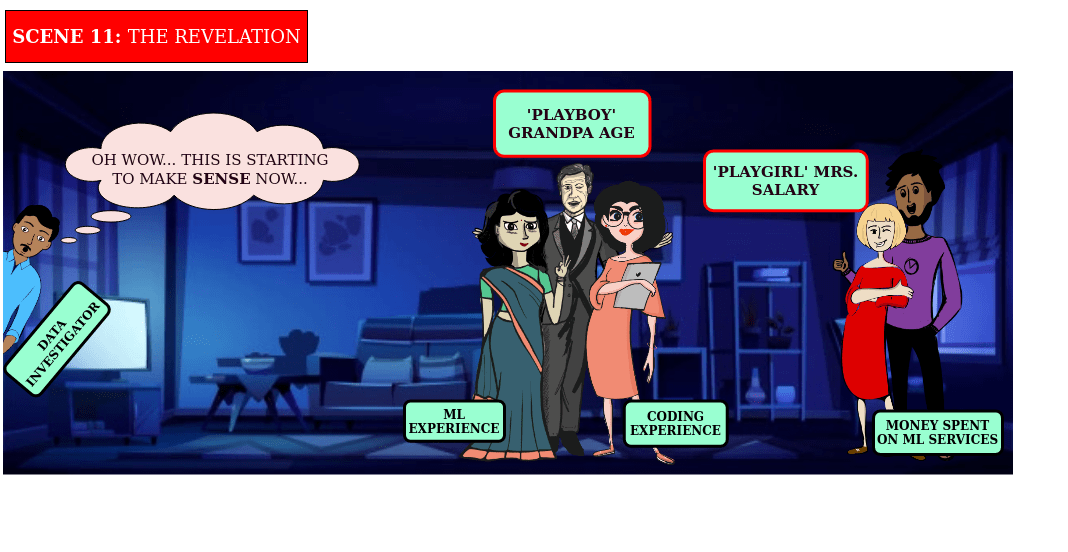 SCENE 11: THE REVELATION
'PLAYBOY'
GRANDPA AGE
OH WOW... THIS IS STARTING
TO MAKE SENSE NOW...
'PLAYGIRL' MRS.
SALARY
DATA
INVESTIGATOR
ML
EXPERIENCE
CODING
EXPERIENCE
MONEY SPENT
ON ML SERVICES